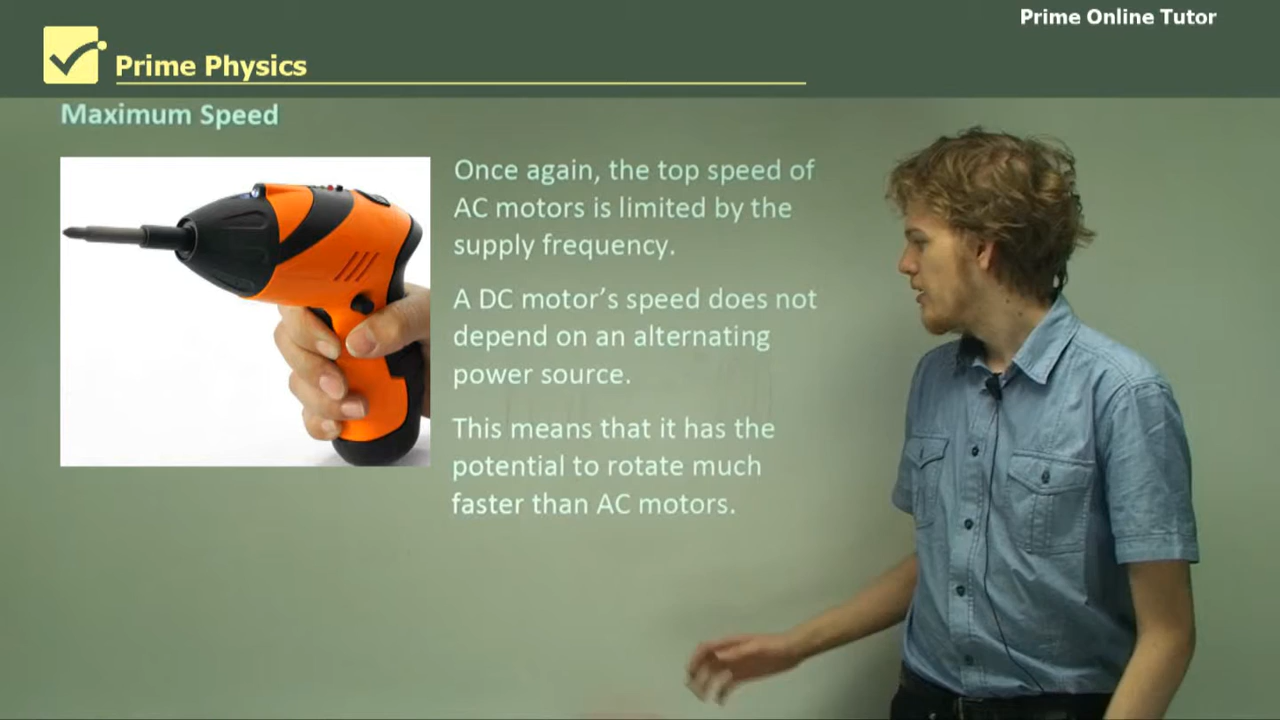 Prime Online Tutor
Prime Physics
Maximum Speed
Once again, the top speed of
AC motors is limited by the
supply frequency.
A DC motor’s speed does not
depend on an alternating
power source.
This means that it has the
potential to rotate much
faster than AC motors.